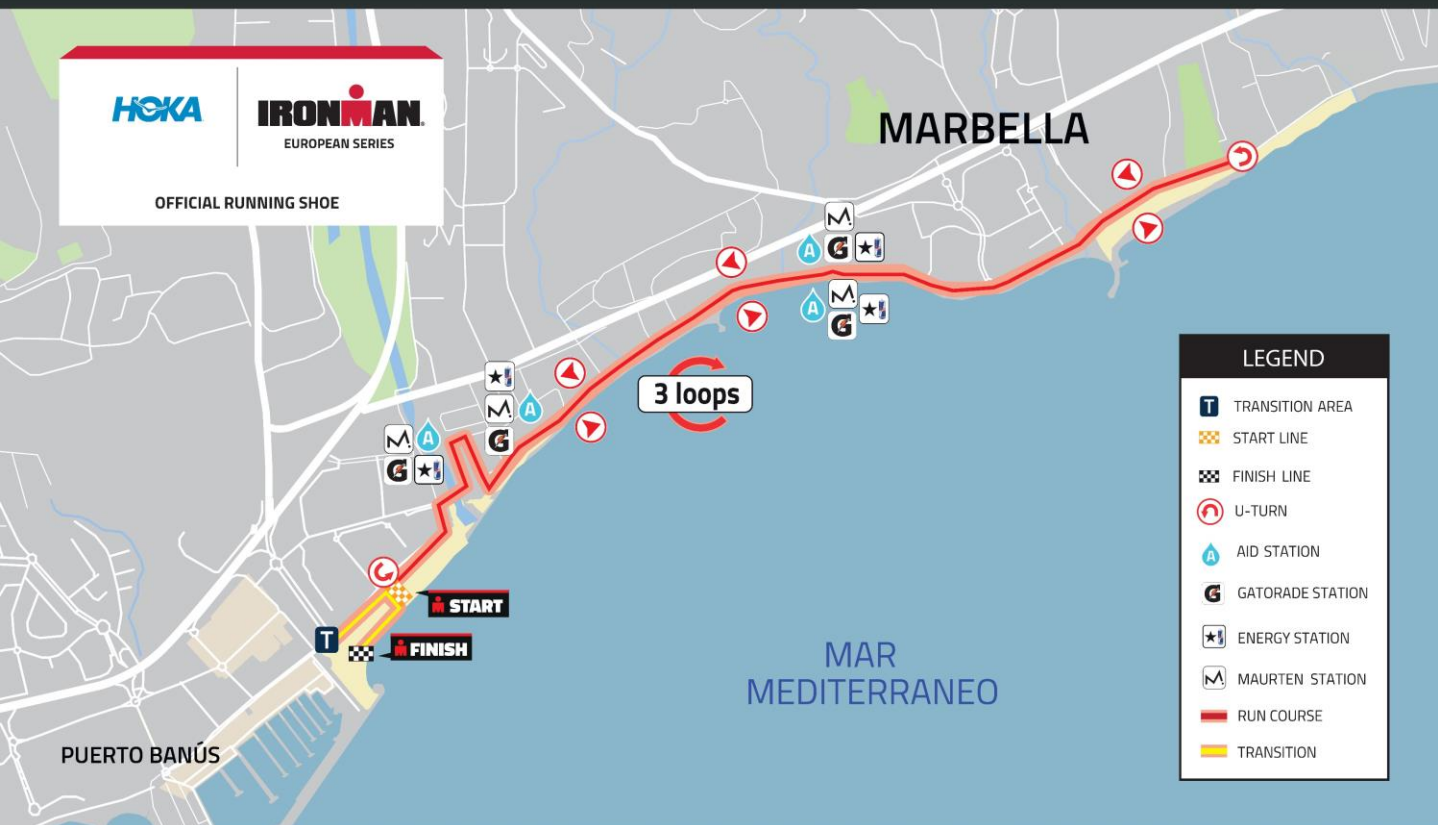 HOKA
IRONMAN
EUROPEAN SERIES
OFFICIAL RUNNING SHOE
MARBELLA
M.
A G
M.
A G
3 loops
M.
A
M. A
G
G
START
T
FINISH
MAR
MEDITERRANEO
PUERTO BANÚS
LEGEND
T TRANSITION AREA
START LINE
FINISH LINE
U-TURN
A AID STATION
G GATORADE STATION
ENERGY STATION
M. MAURTEN STATION
RUN COURSE
TRANSITION